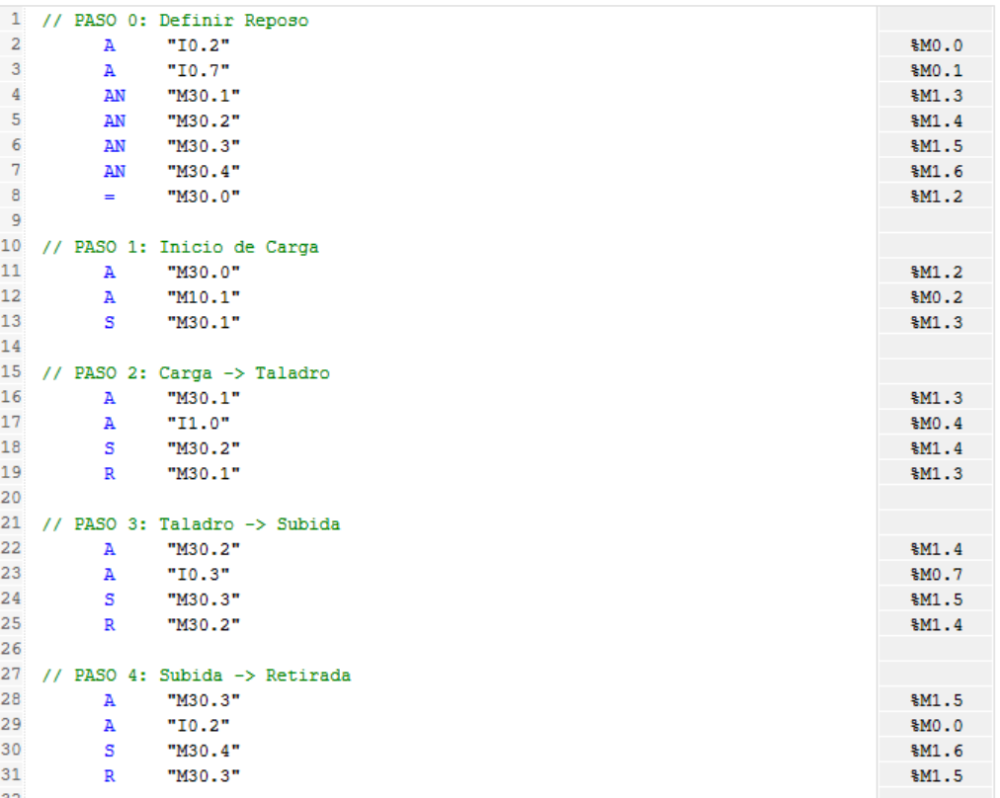 1 // PASO 0: Definir Reposo
2 A "I0.2" %M0.0
3 A "I0.7" %M0.1
4 AN "M30.1" %M1.3
5 AN "M30.2" %M1.4
6 AN "M30.3" %M1.5
7 AN "M30.4" %M1.6
8 = "M30.0" %M1.2
9
10 // PASO 1: Inicio de Carga
11 A "M30.0" %M1.2
12 A "M10.1" %M0.2
13 S "M30.1" %M1.3
14
15 // PASO 2: Carga -> Taladro
16 A "M30.1" %M1.3
17 A "I1.0" %M0.4
18 S "M30.2" %M1.4
19 R "M30.1" %M1.3
20
21 // PASO 3: Taladro -> Subida
22 A "M30.2" %M1.4
23 A "I0.3" %M0.7
24 S "M30.3" %M1.5
25 R "M30.2" %M1.4
26
27 // PASO 4: Subida -> Retirada
28 A "M30.3" %M1.5
29 A "I0.2" %M0.0
30 S "M30.4" %M1.6
31 R "M30.3" %M1.5